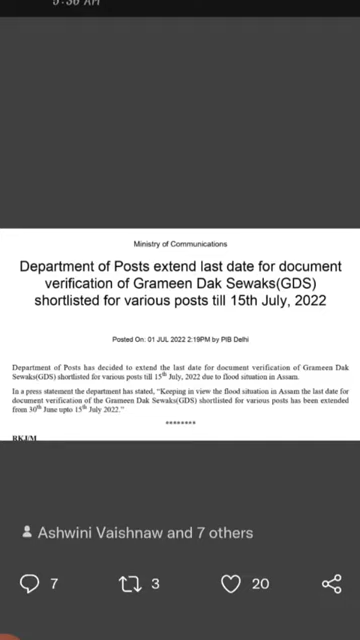 5:36 AM
Ministry of Communications
Department of Posts extend last date for document
verification of Grameen Dak Sewaks(GDS)
shortlisted for various posts till 15th July, 2022
Posted On: 01 JUL 2022 2:19PM by PIB Delhi
Department of Posts has decided to extend the last date for document verification of Grameen Dak
Sewaks(GDS) shortlisted for various posts till 15th July, 2022 due to flood situation in Assam.
In a press statement the department has stated, “Keeping in view the flood situation in Assam the last date for
document verification of the Grameen Dak Sewaks(GDS) shortlisted for various posts has been extended
from 30th June upto 15th July 2022.”
********
RKJ/M
Ashwini Vaishnaw and 7 others
7 3 20